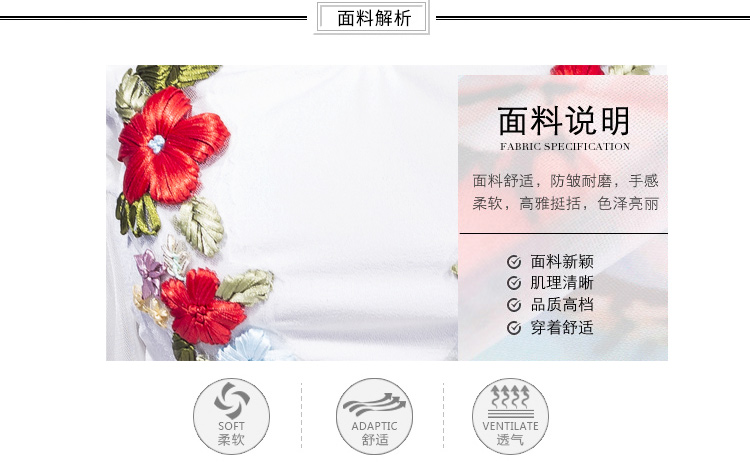 面料解析
面料说明
FABRIC SPECIFICATION
面料舒适，防皱耐磨，手感
柔软，高雅挺括，色泽亮丽
面料新颖
肌理清晰
品质高档
穿着舒适
SOFT
柔软
ADAPTIC
舒适
VENTILATE
透气